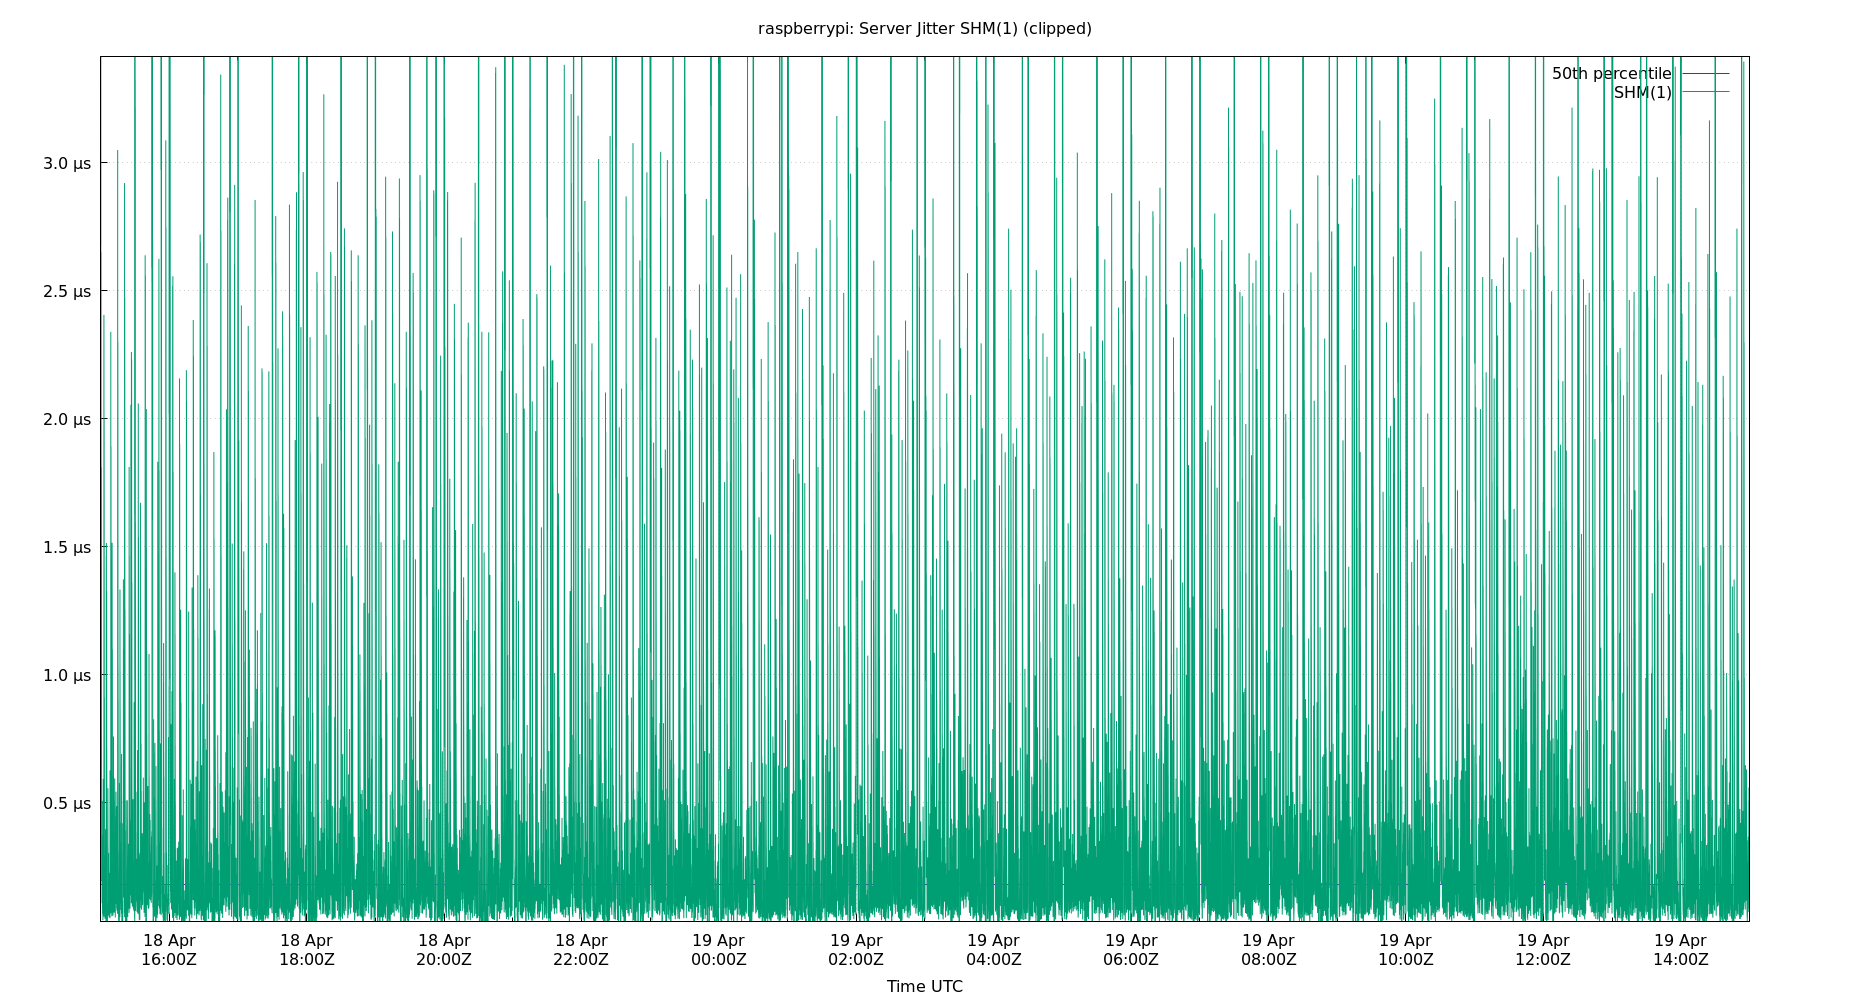 raspberrypi: Server Jitter SHM(1) (clipped)
50th percentile
SHM(1)
3.0 µs
2.5 µs
2.0 µs
1.5 µs
1.0 µs
0.5 µs
18 Apr 18 Apr 18 Apr 18 Apr 19 Apr 19 Apr 19 Apr 19 Apr 19 Apr 19 Apr 19 Apr 19 Apr
16:00Z 18:00Z 20:00Z 22:00Z 00:00Z 02:00Z 04:00Z 06:00Z 08:00Z 10:00Z 12:00Z 14:00Z
Time UTC